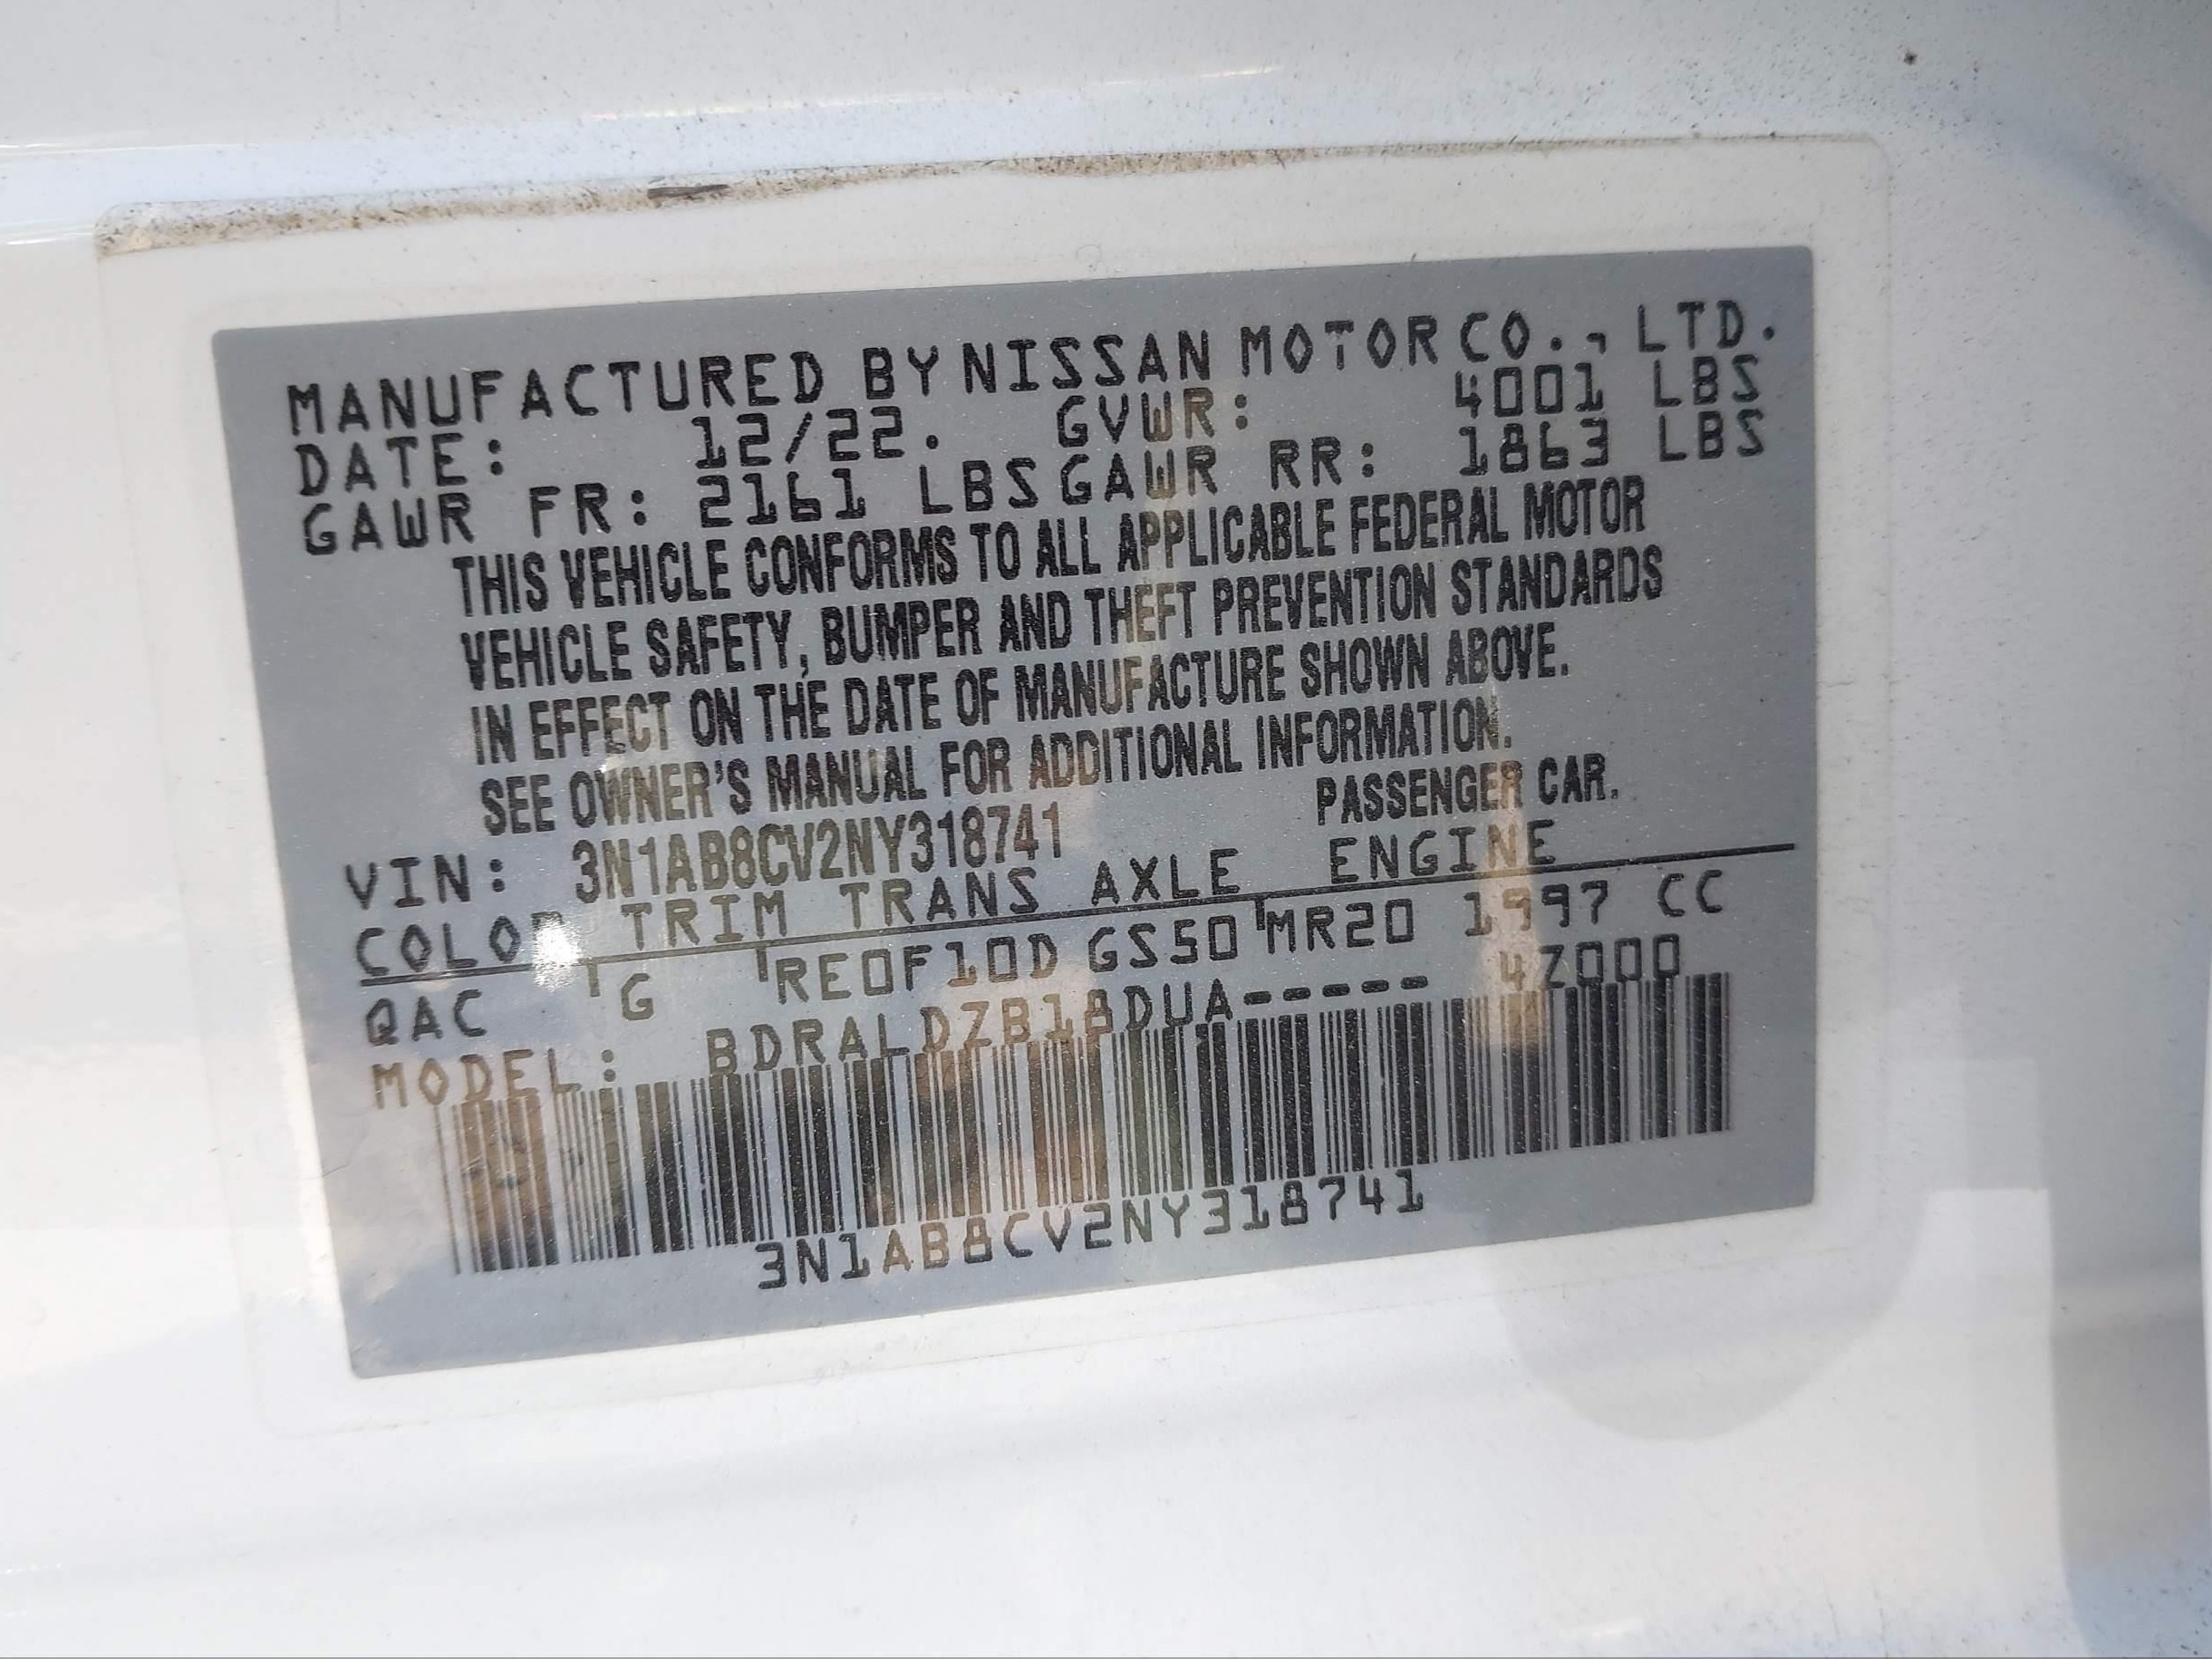 MANUFACTURED BY NISSAN MOTOR CO., LTD.
DATE: 12/22. GVWR: 4001 LBS
GAWR FR: 2161 LBS GAWR RR: 1863 LBS
THIS VEHICLE CONFORMS TO ALL APPLICABLE FEDERAL MOTOR
VEHICLE SAFETY, BUMPER AND THEFT PREVENTION STANDARDS
IN EFFECT ON THE DATE OF MANUFACTURE SHOWN ABOVE.
SEE OWNER'S MANUAL FOR ADDITIONAL INFORMATION.
PASSENGER CAR.
VIN: 3N1AB8CV2NY318741
COLOR TRIM TRANS AXLE ENGINE
QAC G RE0F10D GS50 MR20 1997 CC
MODEL: BDRALDZB18DUA----- 4Z000
3N1AB8CV2NY318741